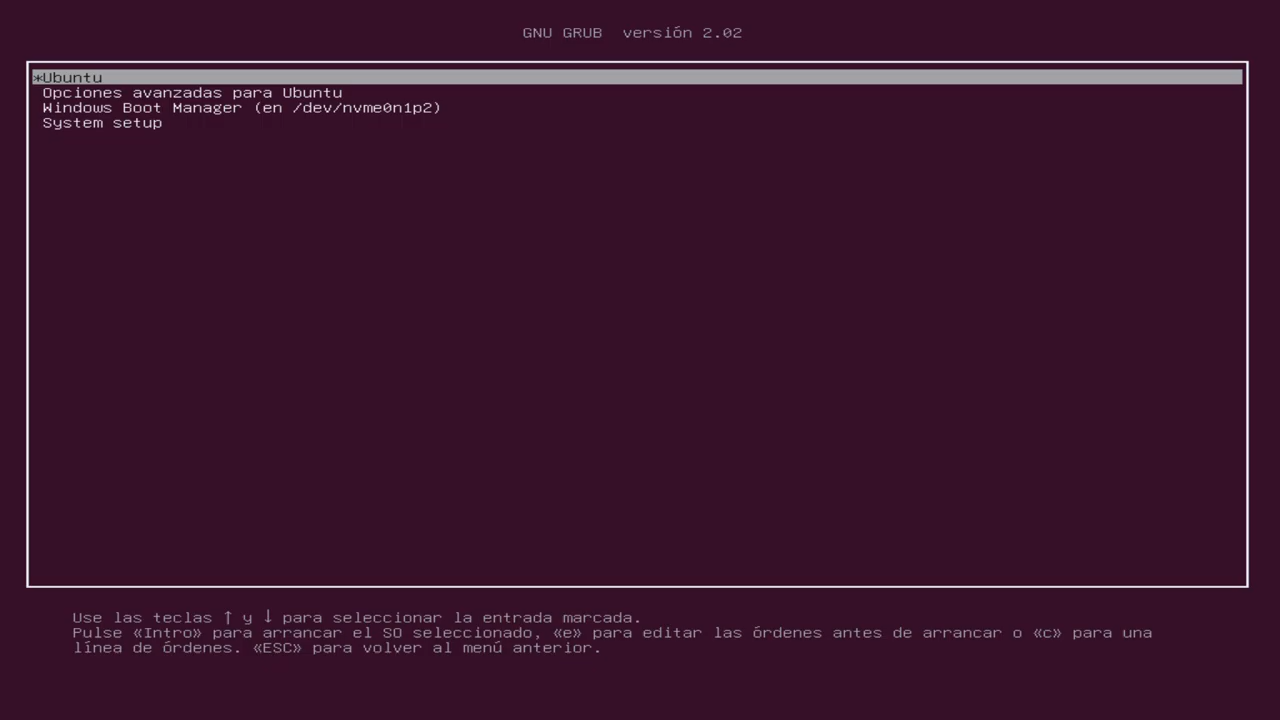 GNU GRUB versión 2.02
*Ubuntu
Opciones avanzadas para Ubuntu
Windows Boot Manager (en /dev/nvme0n1p2)
System setup
Use las teclas ↑ y ↓ para seleccionar la entrada marcada.
Pulse «Intro» para arrancar el SO seleccionado, «e» para editar las órdenes antes de arrancar o «c» para una
línea de órdenes. «ESC» para volver al menú anterior.